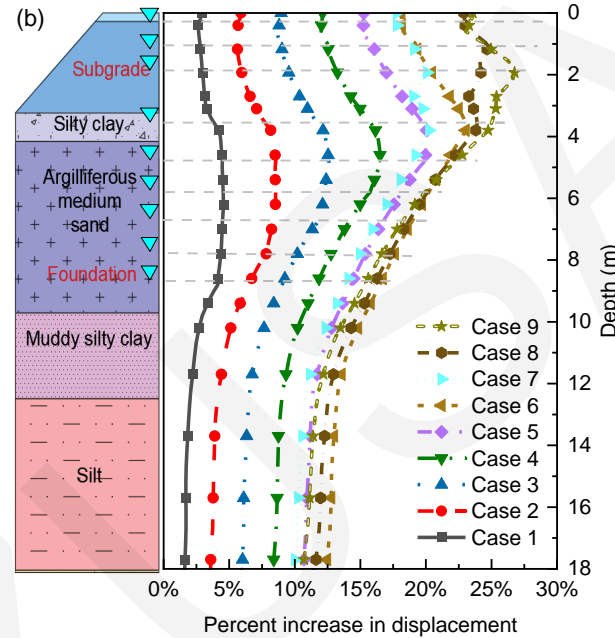 (b)
Subgrade
Silty clay
Argilliferous
medium
sand
Foundation
Muddy silty clay
Silt
0
2
4
6
8
10
12
14
16
18
Depth (m)
Case 9
Case 8
Case 7
Case 6
Case 5
Case 4
Case 3
Case 2
Case 1
0% 5% 10% 15% 20% 25% 30%
Percent increase in displacement